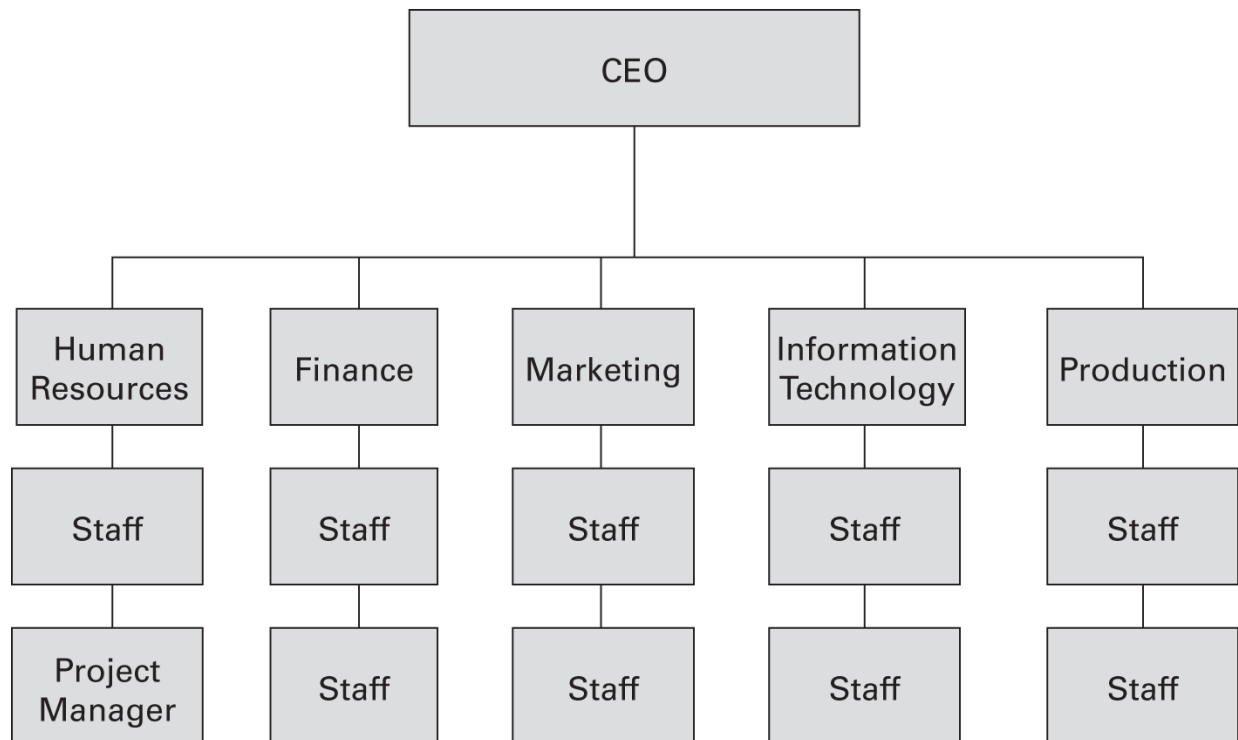 CEO
Human
Resources
Finance
Marketing
Information
Technology
Production
Staff
Staff
Staff
Staff
Staff
Project
Manager
Staff
Staff
Staff
Staff